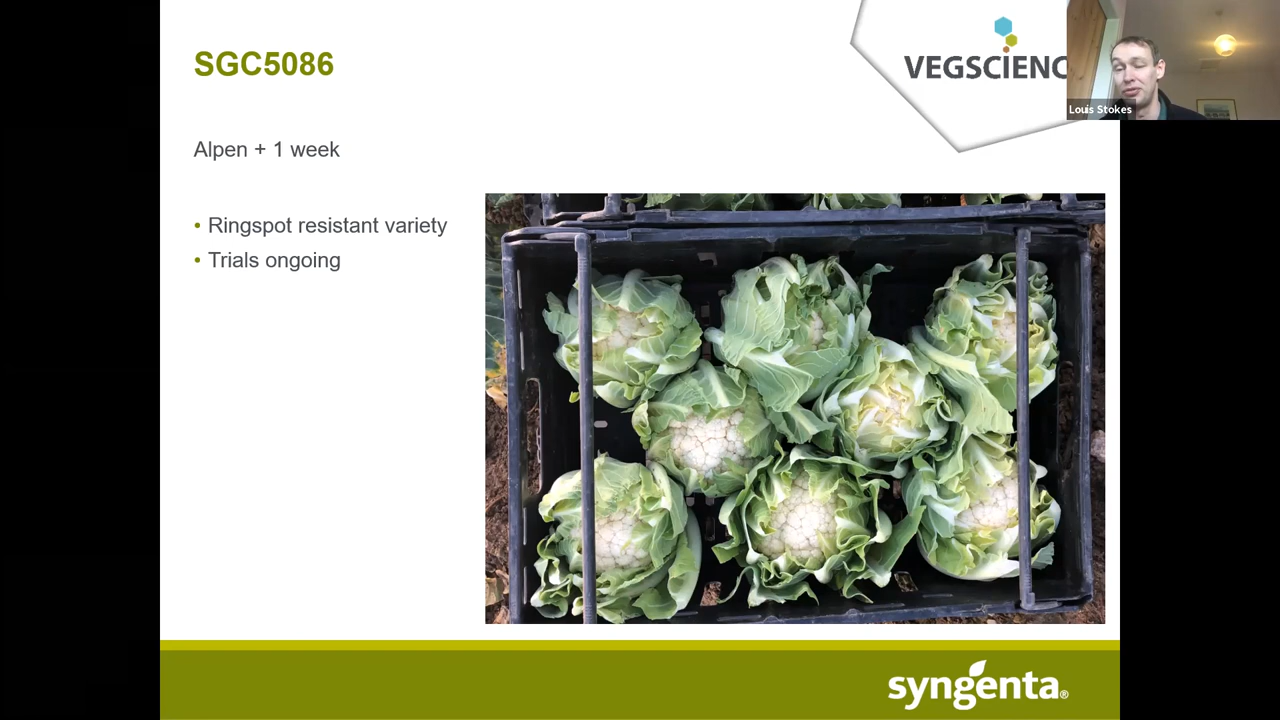 SGC5086
VEGSCIENC
Louis Stokes
Alpen + 1 week
• Ringspot resistant variety
• Trials ongoing
syngenta®